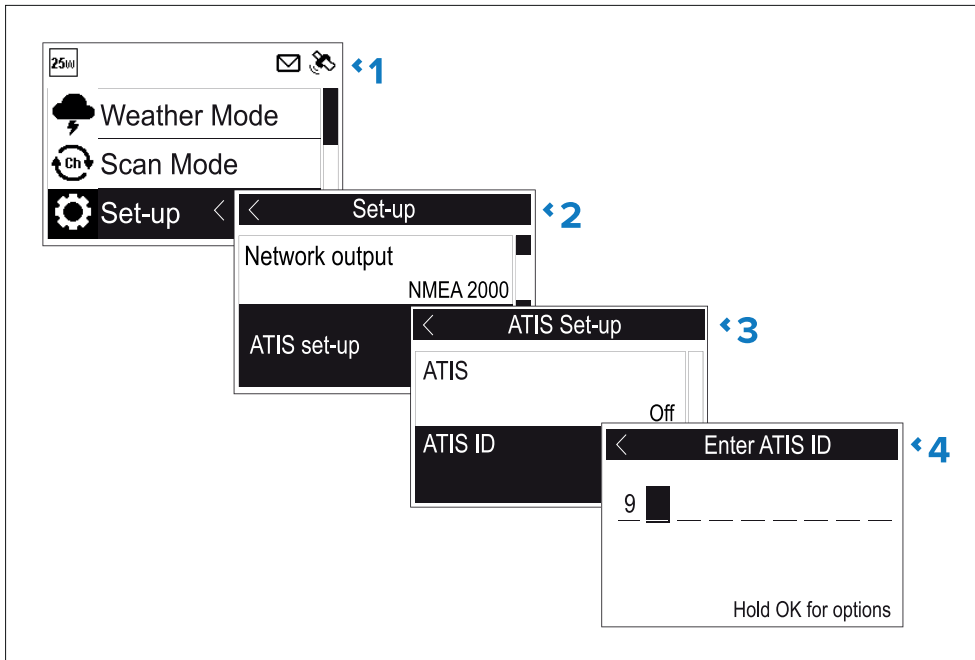 25W
1
Weather Mode
Ch
Scan Mode
Set-up <
< Set-up
2
Network output
NMEA 2000
ATIS set-up
< ATIS Set-up
3
ATIS
Off
ATIS ID
< Enter ATIS ID
4
9
Hold OK for options